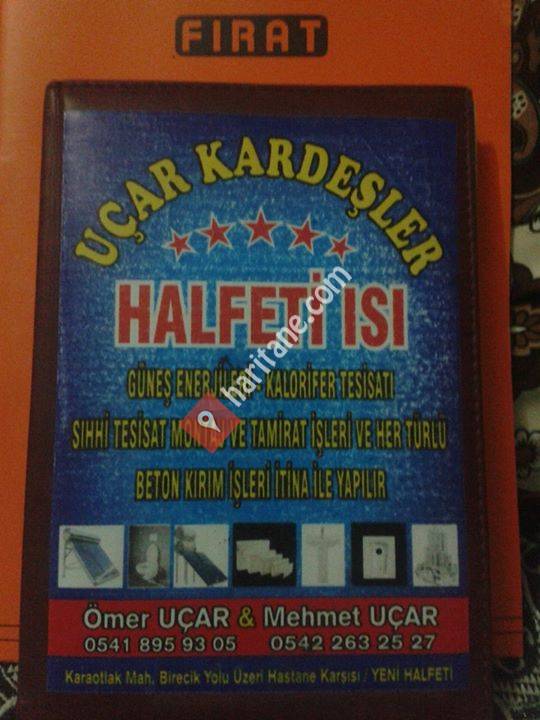 FIRAT
UÇAR KARDEŞLER
HALFETİ ISI
GÜNEŞ ENERJİLERİ - KALORİFER TESİSATI
SIHHİ TESİSAT MONTAJ VE TAMİRAT İŞLERİ VE HER TÜRLÜ
BETON KIRIM İŞLERİ İTİNA İLE YAPILIR
haritane.com
Ömer UÇAR & Mehmet UÇAR
0541 895 93 05 0542 263 25 27
Karaotlak Mah. Birecik Yolu Üzeri Hastane Karşısı / YENİ HALFETİ